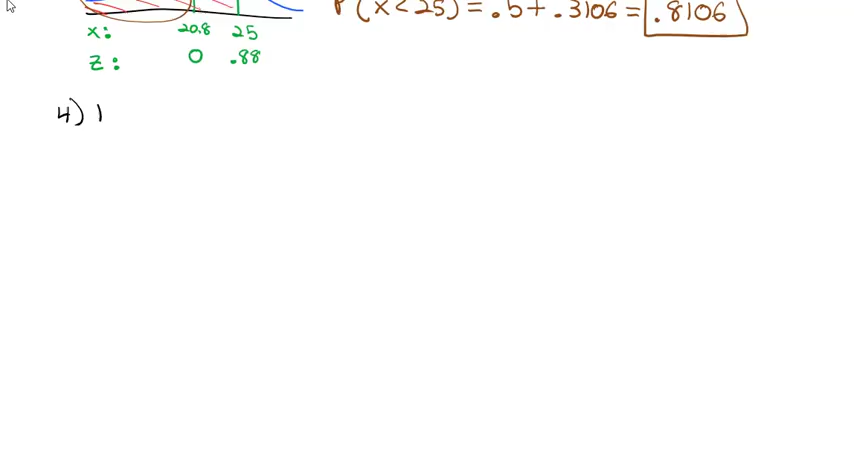 P(x<25) = .5 + .3106 = .8106
x: 20.8 25
z: 0 .88
4) 1